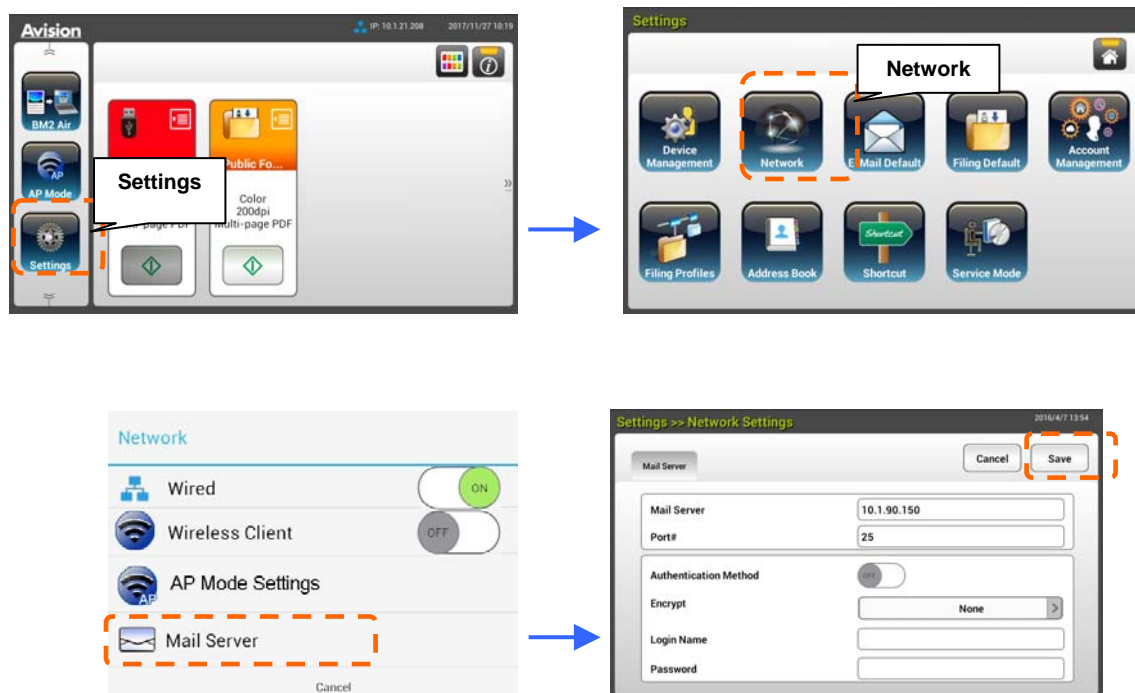 Avision
IP: 10.1.21.208 2017/11/27 10:19
BM2 Air
AP Mode
AP
Settings
Settings
Public Fo...
Color
200dpi
Multi-page PDF
Settings
Network
Device
Management
Network
E-Mail Default
Filing Default
Account
Management
Filing Profiles
Address Book
Shortcut
Shortcut
Service Mode
Network
Wired ON
Wireless Client OFF
AP Mode Settings
AP
Mail Server
Cancel
Settings >> Network Settings 2016/4/7 13:54
Mail Server Cancel Save
Mail Server 10.1.90.150
Port# 25
Authentication Method OFF
Encrypt None
Login Name
Password